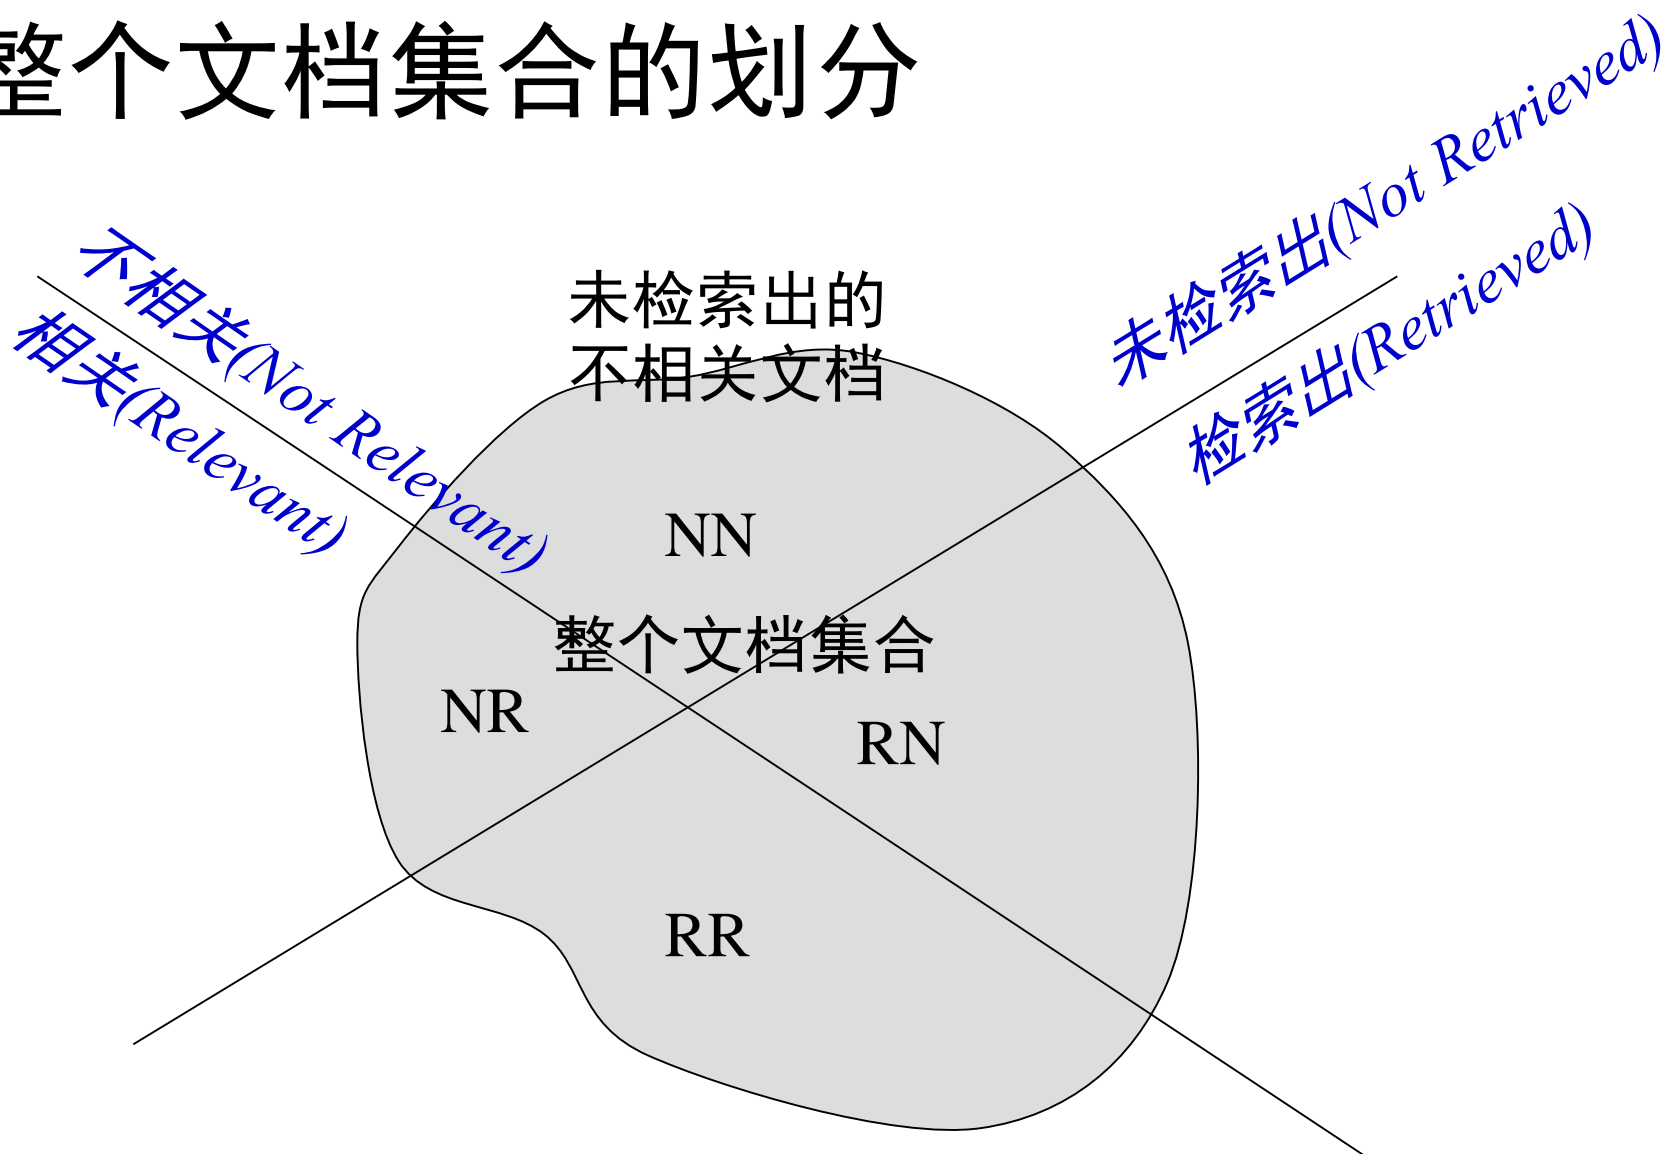 整个文档集合的划分
未检索出(Not Retrieved)
检索出(Retrieved)
不相关(Not Relevant)
相关(Relevant)
未检索出的
不相关文档
NN
整个文档集合
NR
RN
RR